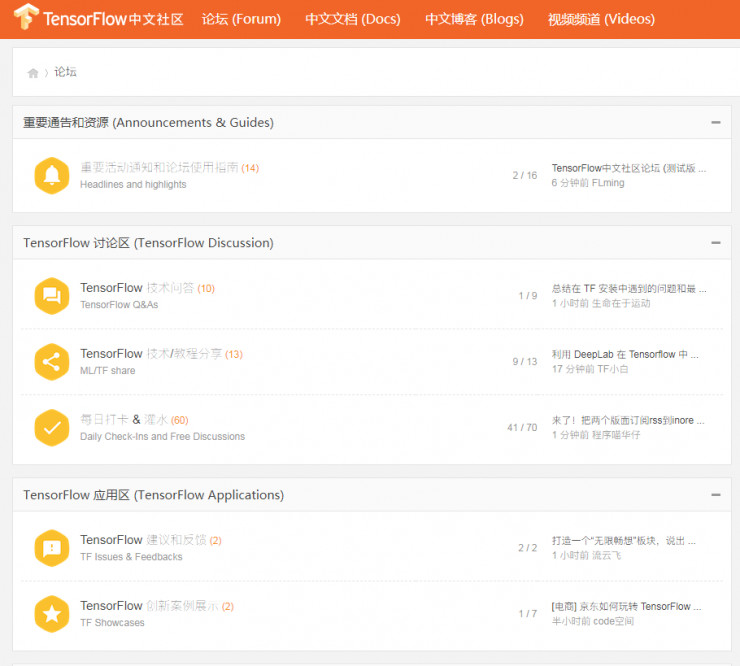 TensorFlow中文社区 论坛 (Forum) 中文文档 (Docs) 中文博客 (Blogs) 视频频道 (Videos)
论坛
重要通告和资源 (Announcements & Guides)
重要活动通知和论坛使用指南 (14)
Headlines and highlights
2 / 16
TensorFlow中文社区论坛 (测试版 ...
6 分钟前 FLming
TensorFlow 讨论区 (TensorFlow Discussion)
TensorFlow 技术问答 (10)
TensorFlow Q&As
1 / 9
总结在 TF 安装中遇到的问题和最 ...
1 小时前 生命在于运动
TensorFlow 技术/教程分享 (13)
ML/TF share
9 / 13
利用 DeepLab 在 Tensorflow 中 ...
17 分钟前 TF小白
每日打卡 & 灌水 (60)
Daily Check-Ins and Free Discussions
41 / 70
来了！把两个版面订阅rss到inore ...
1 分钟前 程序喵华仔
TensorFlow 应用区 (TensorFlow Applications)
TensorFlow 建议和反馈 (2)
TF Issues & Feedbacks
2 / 2
打造一个“无限畅想”板块，说出 ...
1 小时前 流云飞
TensorFlow 创新案例展示 (2)
TF Showcases
1 / 7
[电商] 京东如何玩转 TensorFlow ...
半小时前 code空间